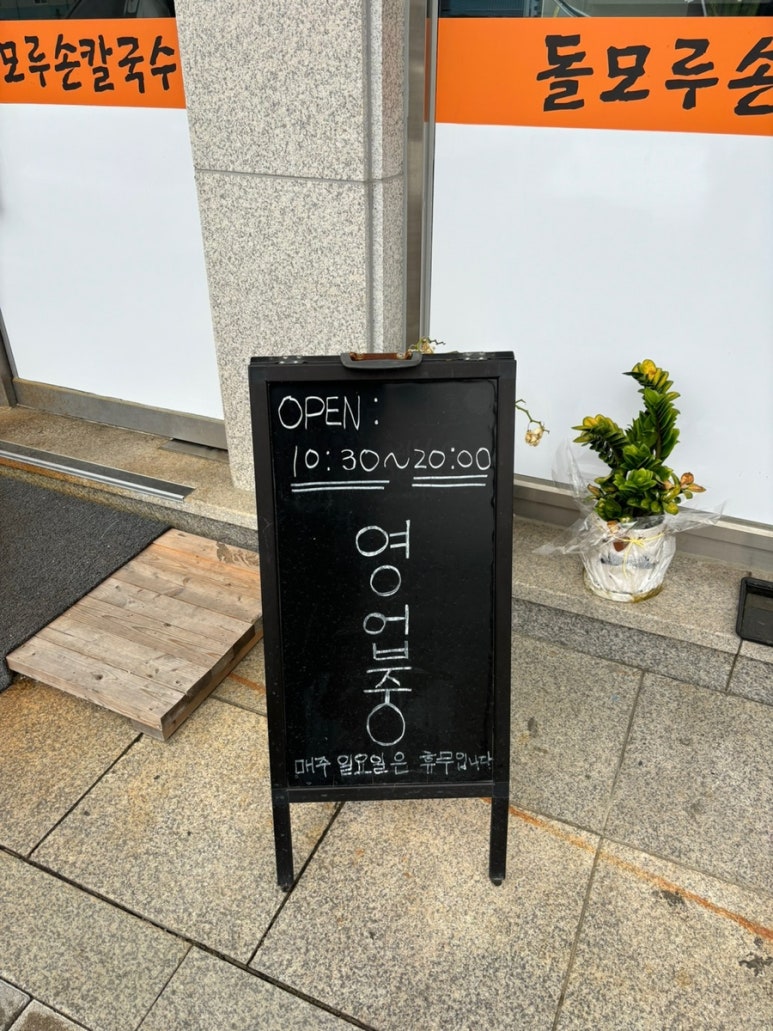 모루손칼국수
돌모루손
OPEN :
10:30~20:00
영업중
매주 일요일은 휴무입니다